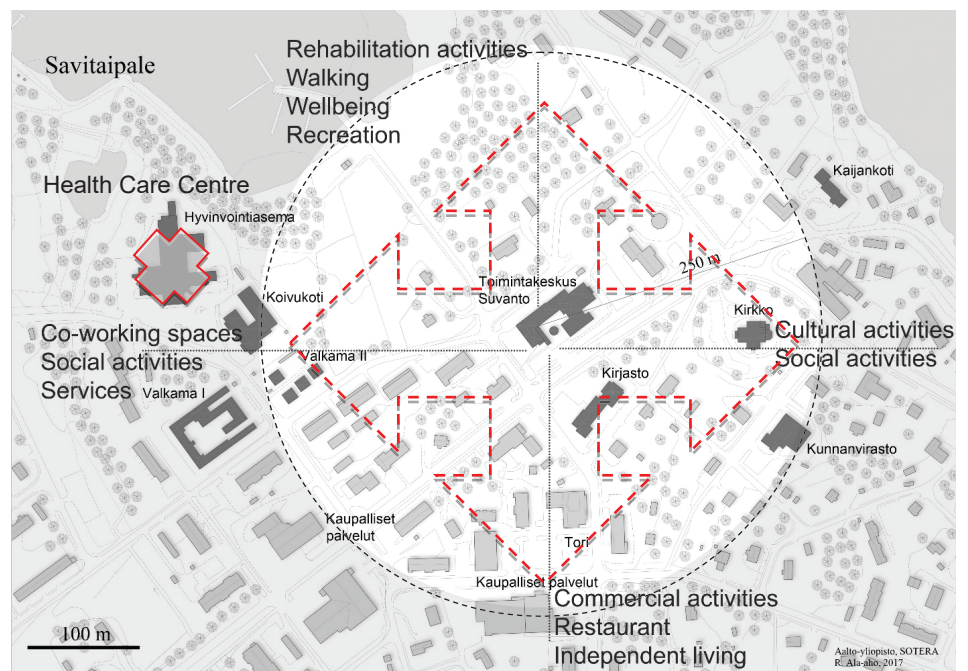 Rehabilitation activities
Walking
Wellbeing
Recreation
Savitaipale
Health Care Centre
Hyvinvointiasema
Kaijankoti
250 m
Toimintakeskus
Suvanto
Koivukoti
Kirkko
Co-working spaces
Social activities
Services
Cultural activities
Social activities
Valkama II
Valkama I
Kirjasto
Kunnanvirasto
Kaupalliset
palvelut
Tori
Kaupalliset palvelut
Commercial activities
Restaurant
Independent living
100 m
Aalto-yliopisto, SOTERA
R. Ala-aho, 2017